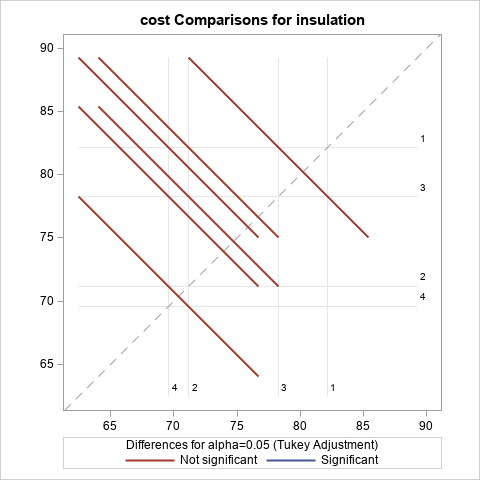 cost Comparisons for insulation
90
85
80
75
70
65
1
3
2
4
4 2 3 1
65 70 75 80 85 90
Differences for alpha=0.05 (Tukey Adjustment)
Not significant Significant